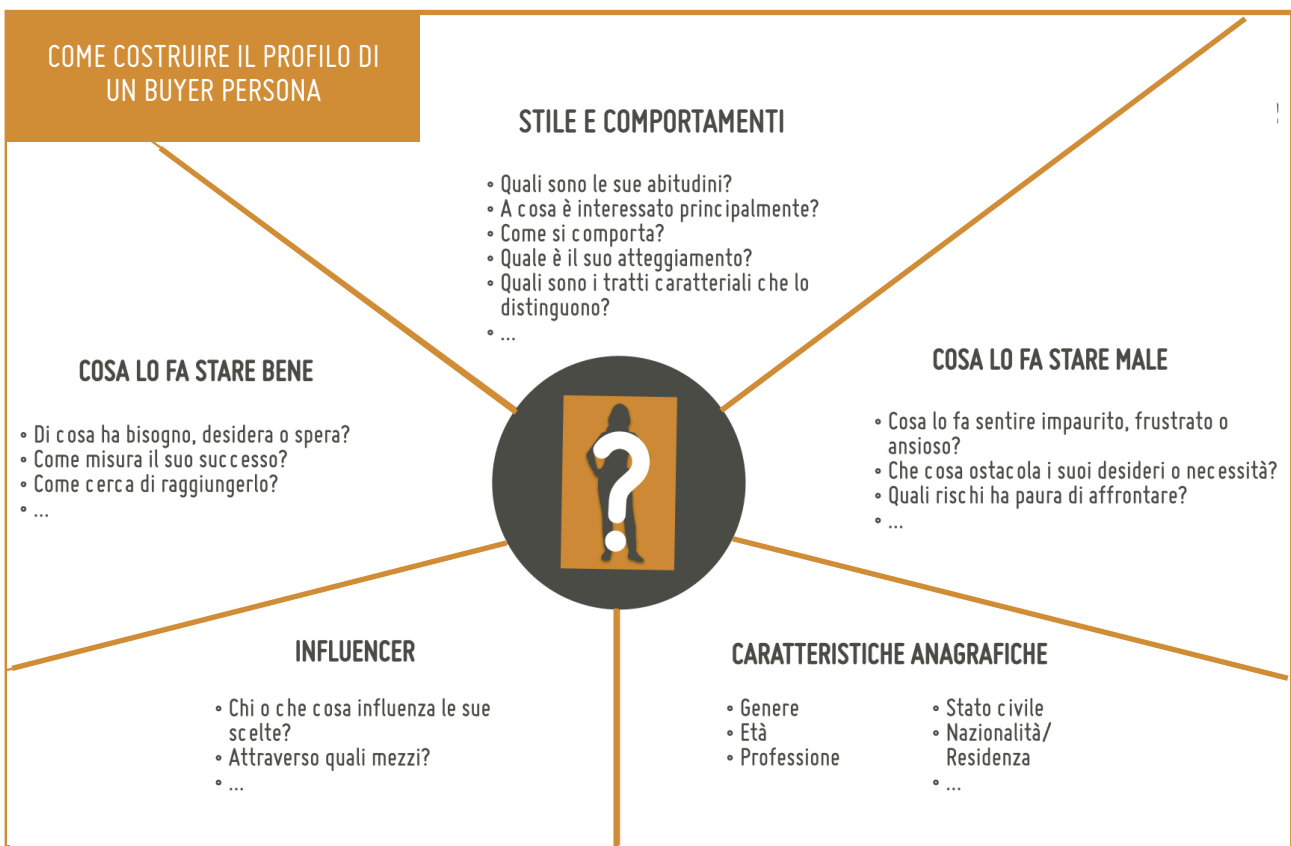 COME COSTRUIRE IL PROFILO DI
UN BUYER PERSONA
STILE E COMPORTAMENTI
• Quali sono le sue abitudini?
• A cosa è interessato principalmente?
• Come si comporta?
• Quale è il suo atteggiamento?
• Quali sono i tratti caratteriali che lo
distinguono?
• ...
COSA LO FA STARE BENE
• Di cosa ha bisogno, desidera o spera?
• Come misura il suo successo?
• Come cerca di raggiungerlo?
• ...
COSA LO FA STARE MALE
• Cosa lo fa sentire impaurito, frustrato o
ansioso?
• Che cosa ostacola i suoi desideri o necessità?
• Quali rischi ha paura di affrontare?
• ...
?
INFLUENCER
• Chi o che cosa influenza le sue
scelte?
• Attraverso quali mezzi?
• ...
CARATTERISTICHE ANAGRAFICHE
• Genere
• Età
• Professione
• Stato civile
• Nazionalità/
Residenza
• ...